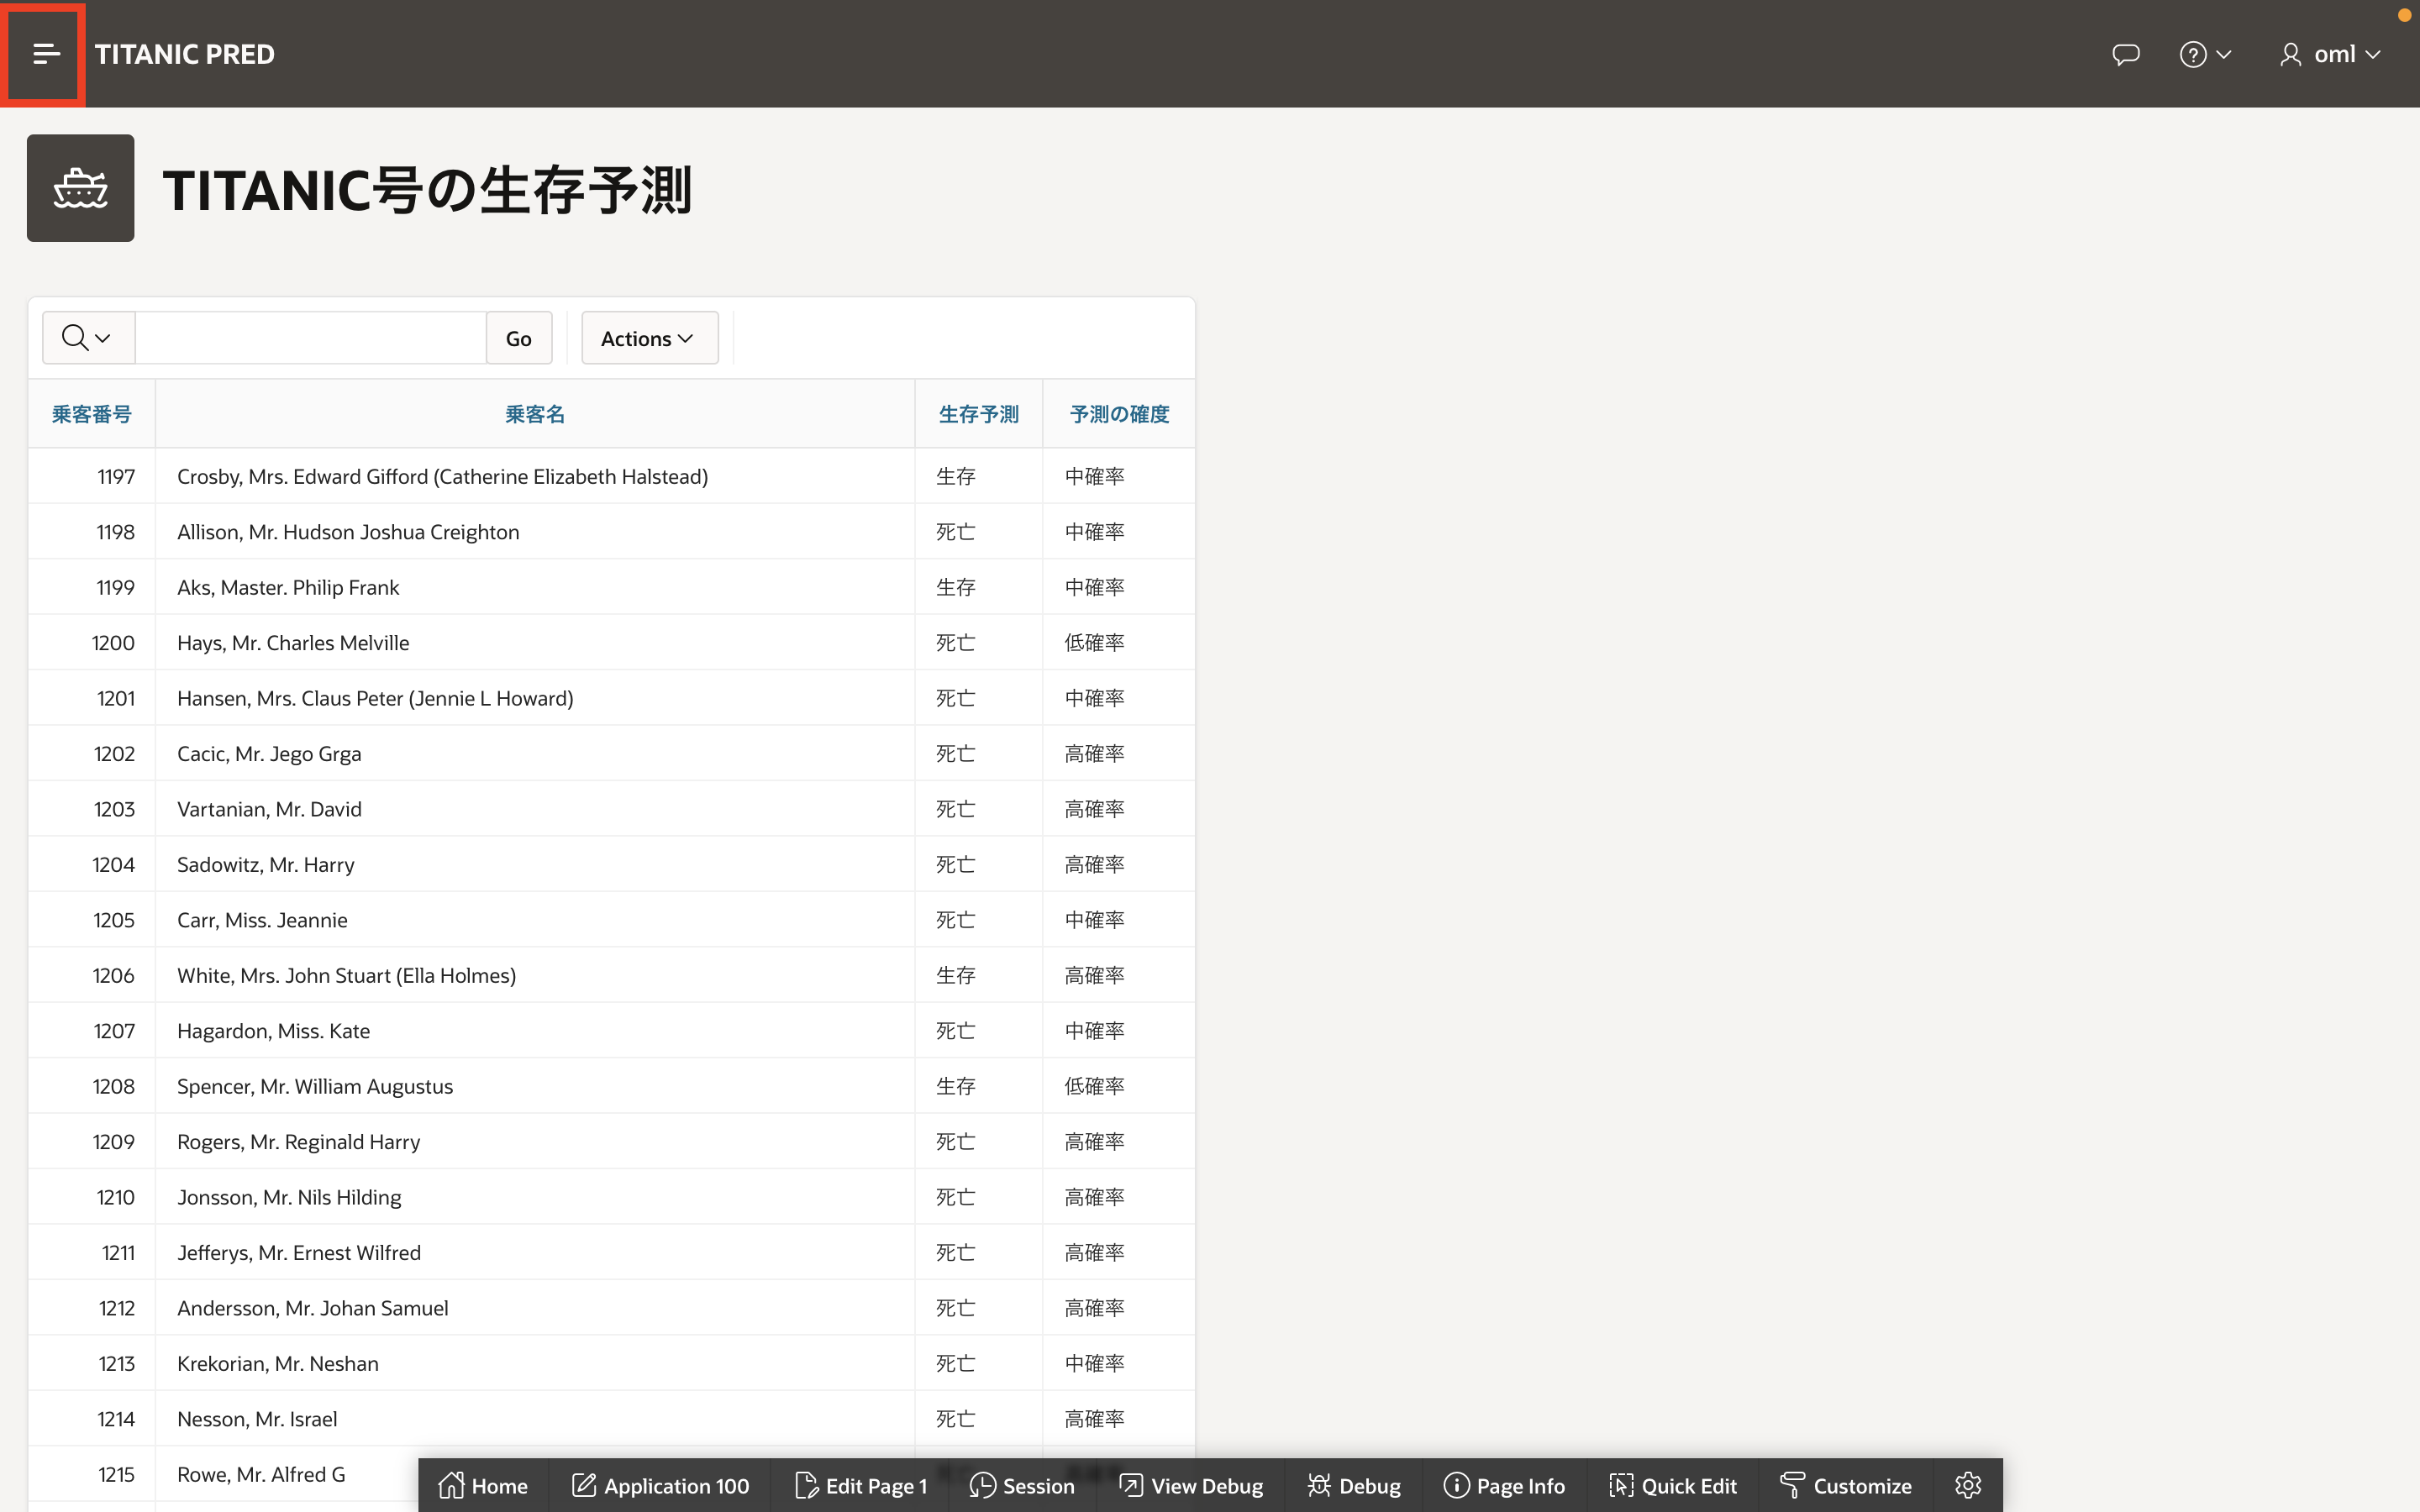 TITANIC PRED
oml
TITANIC号の生存予測
Go
Actions
乗客番号 乗客名 生存予測 予測の確度
1197 Crosby, Mrs. Edward Gifford (Catherine Elizabeth Halstead) 生存 中確率
1198 Allison, Mr. Hudson Joshua Creighton 死亡 中確率
1199 Aks, Master. Philip Frank 生存 中確率
1200 Hays, Mr. Charles Melville 死亡 低確率
1201 Hansen, Mrs. Claus Peter (Jennie L Howard) 死亡 中確率
1202 Cacic, Mr. Jego Grga 死亡 高確率
1203 Vartanian, Mr. David 死亡 高確率
1204 Sadowitz, Mr. Harry 死亡 高確率
1205 Carr, Miss. Jeannie 死亡 中確率
1206 White, Mrs. John Stuart (Ella Holmes) 生存 高確率
1207 Hagardon, Miss. Kate 死亡 中確率
1208 Spencer, Mr. William Augustus 生存 低確率
1209 Rogers, Mr. Reginald Harry 死亡 高確率
1210 Jonsson, Mr. Nils Hilding 死亡 高確率
1211 Jefferys, Mr. Ernest Wilfred 死亡 高確率
1212 Andersson, Mr. Johan Samuel 死亡 高確率
1213 Krekorian, Mr. Neshan 死亡 中確率
1214 Nesson, Mr. Israel 死亡 高確率
1215 Rowe, Mr. Alfred G
Home Application 100 Edit Page 1 Session View Debug Debug Page Info Quick Edit Customize